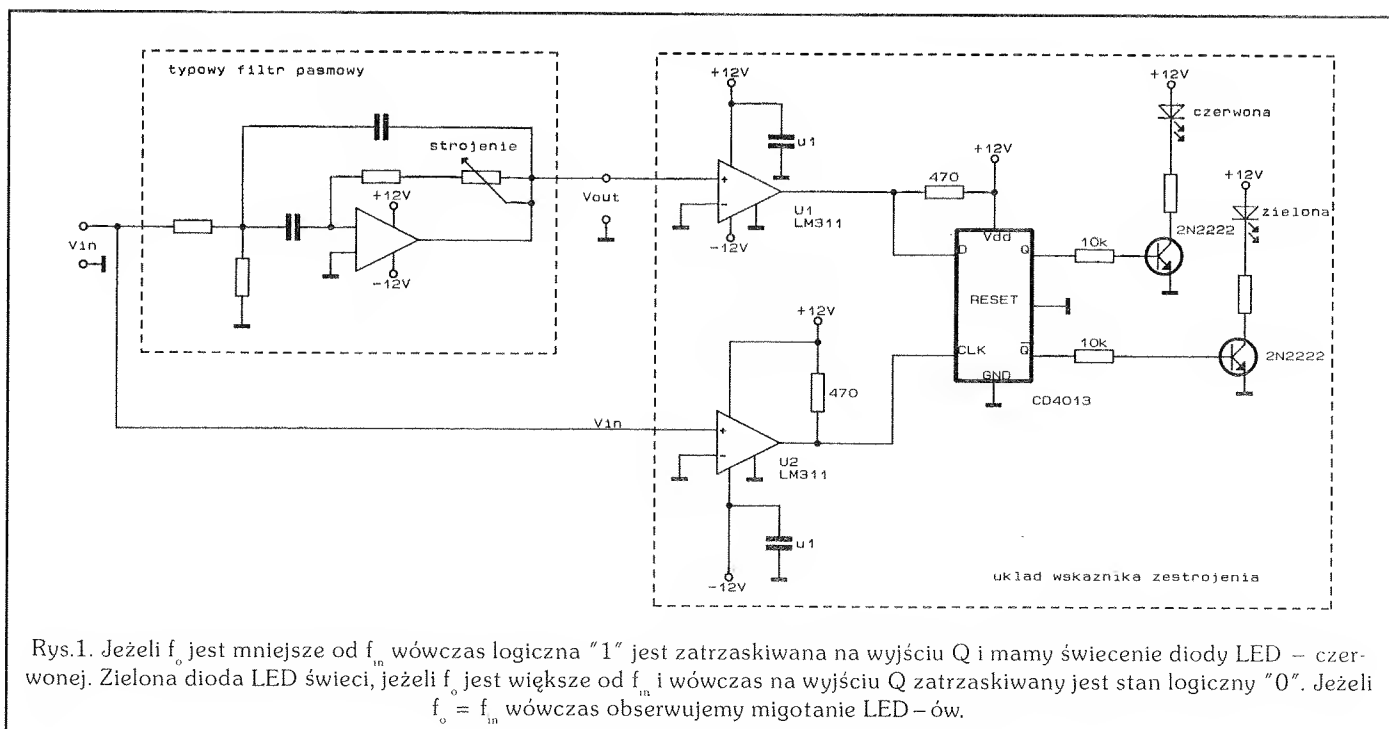 typowy filtr pasmowy
strojenie
+12V
-12V
Vin
Vout
+12V
u1
U1
LM311
-12V
470
+12V
Vdd
D
Q
RESET
CLK
Q
GND
CD4013
10k
10k
+12V
czerwona
2N2222
+12V
zielona
2N2222
+12V
470
Vin
U2
LM311
u1
-12V
uklad wskaznika zestrojenia
+
-
+
-
Rys.1. Jeżeli fo jest mniejsze od fin wówczas logiczna "1" jest zatrzaskiwana na wyjściu Q i mamy świecenie diody LED – czer-
wonej. Zielona dioda LED świeci, jeżeli fo jest większe od fin i wówczas na wyjściu Q zatrzaskiwany jest stan logiczny "0". Jeżeli
fo = fin wówczas obserwujemy migotanie LED – ów.